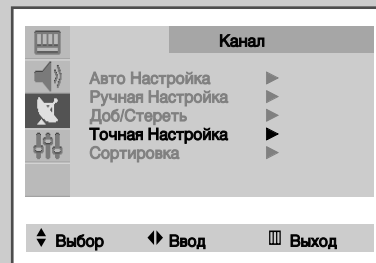 Канал
Авто Настройка
Ручная Настройка
Доб/Стереть
Точная Настройка
Сортировка
Выбор Ввод Выход